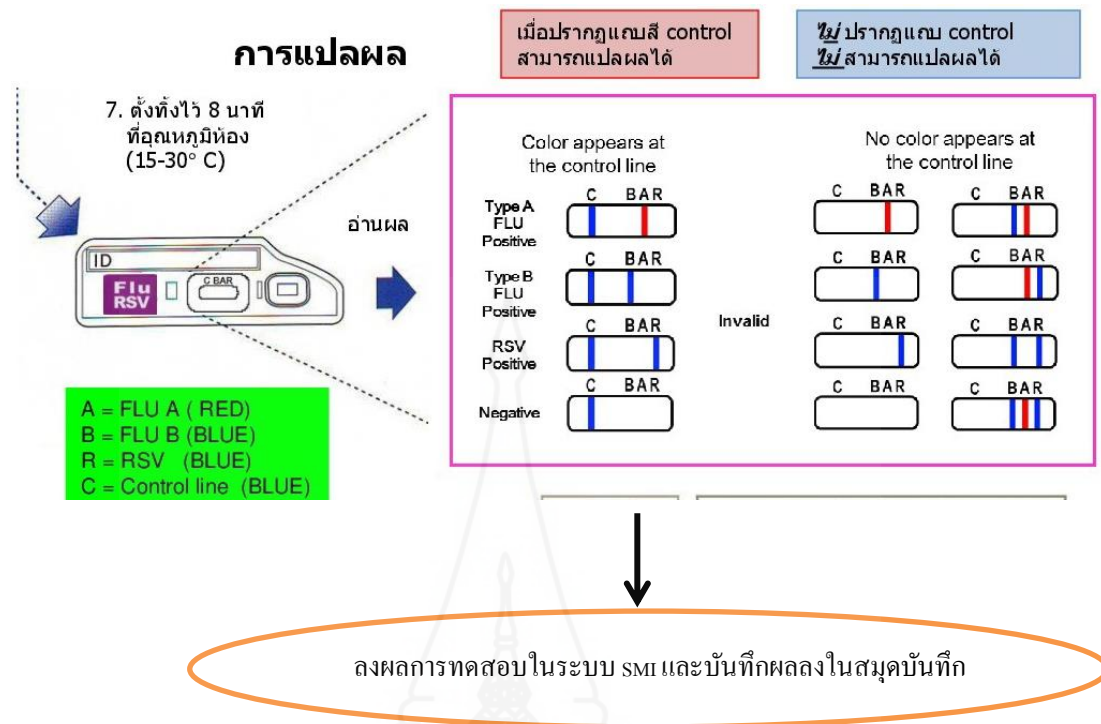 การแปลผล
เมื่อปรากฏแถบสี control
สามารถแปลผลได้
ไม่ ปรากฏแถบ control
ไม่ สามารถแปลผลได้
7. ตั้งทิ้งไว้ 8 นาที
ที่อุณหภูมิห้อง
(15-30° C)
อ่านผล
ID
Flu
RSV
C BAR
A = FLU A ( RED)
B = FLU B (BLUE)
R = RSV (BLUE)
C = Control line (BLUE)
Color appears at
the control line
C BAR
Type A
FLU
Positive
C BAR
Type B
FLU
Positive
C BAR
RSV
Positive
C BAR
Negative
No color appears at
the control line
Invalid
C BAR C BAR
C BAR C BAR
C BAR C BAR
C BAR C BAR
ลงผลการทดสอบในระบบ SMI และบันทึกผลลงในสมุดบันทึก